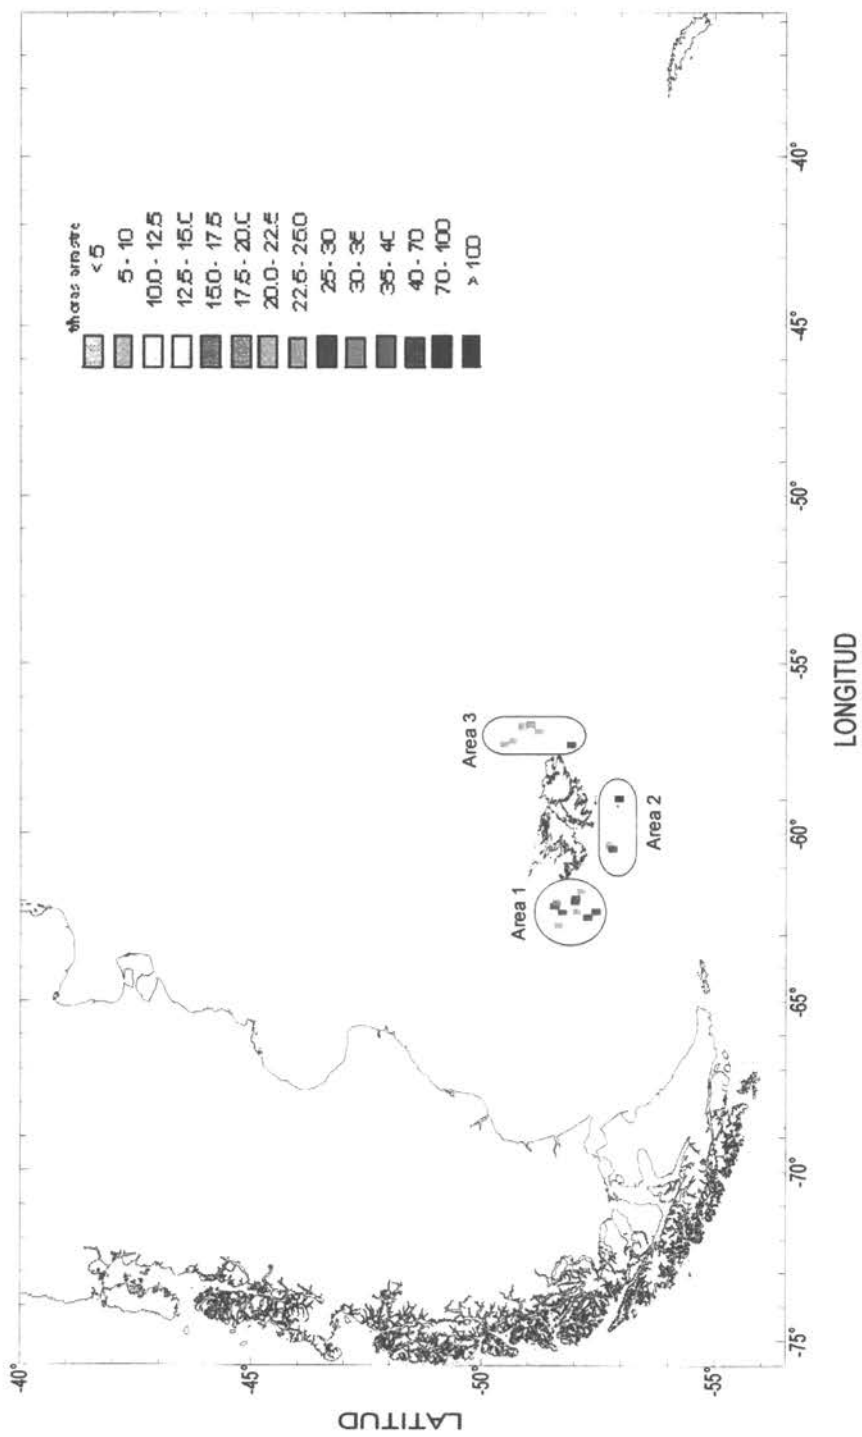 t/horas arrastre
< 5
5 - 10
10.0 - 12.5
12.5 - 15.0
15.0 - 17.5
17.5 - 20.0
20.0 - 22.5
22.5 - 25.0
25 - 30
30 - 35
35 - 40
40 - 70
70 - 100
> 100
Area 1
Area 2
Area 3
LATITUD
-40°
-45°
-50°
-55°
-75°
-70°
-65°
-60°
-55°
-50°
-45°
-40°
LONGITUD